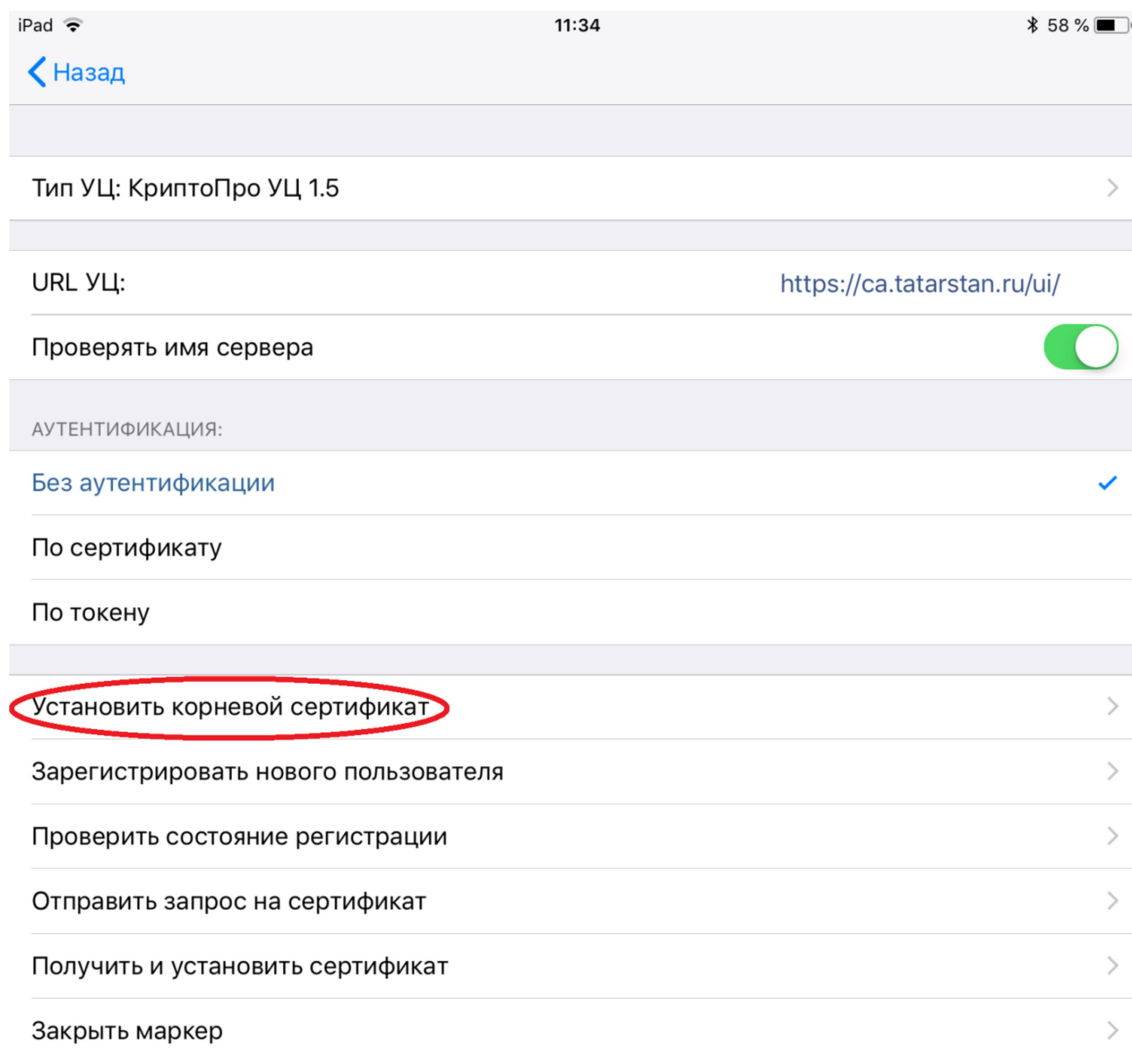 iPad 11:34 58 %
Назад
Тип УЦ: КриптоПро УЦ 1.5
URL УЦ: https://ca.tatarstan.ru/ui/
Проверять имя сервера
АУТЕНТИФИКАЦИЯ:
Без аутентификации
По сертификату
По токену
Установить корневой сертификат
Зарегистрировать нового пользователя
Проверить состояние регистрации
Отправить запрос на сертификат
Получить и установить сертификат
Закрыть маркер